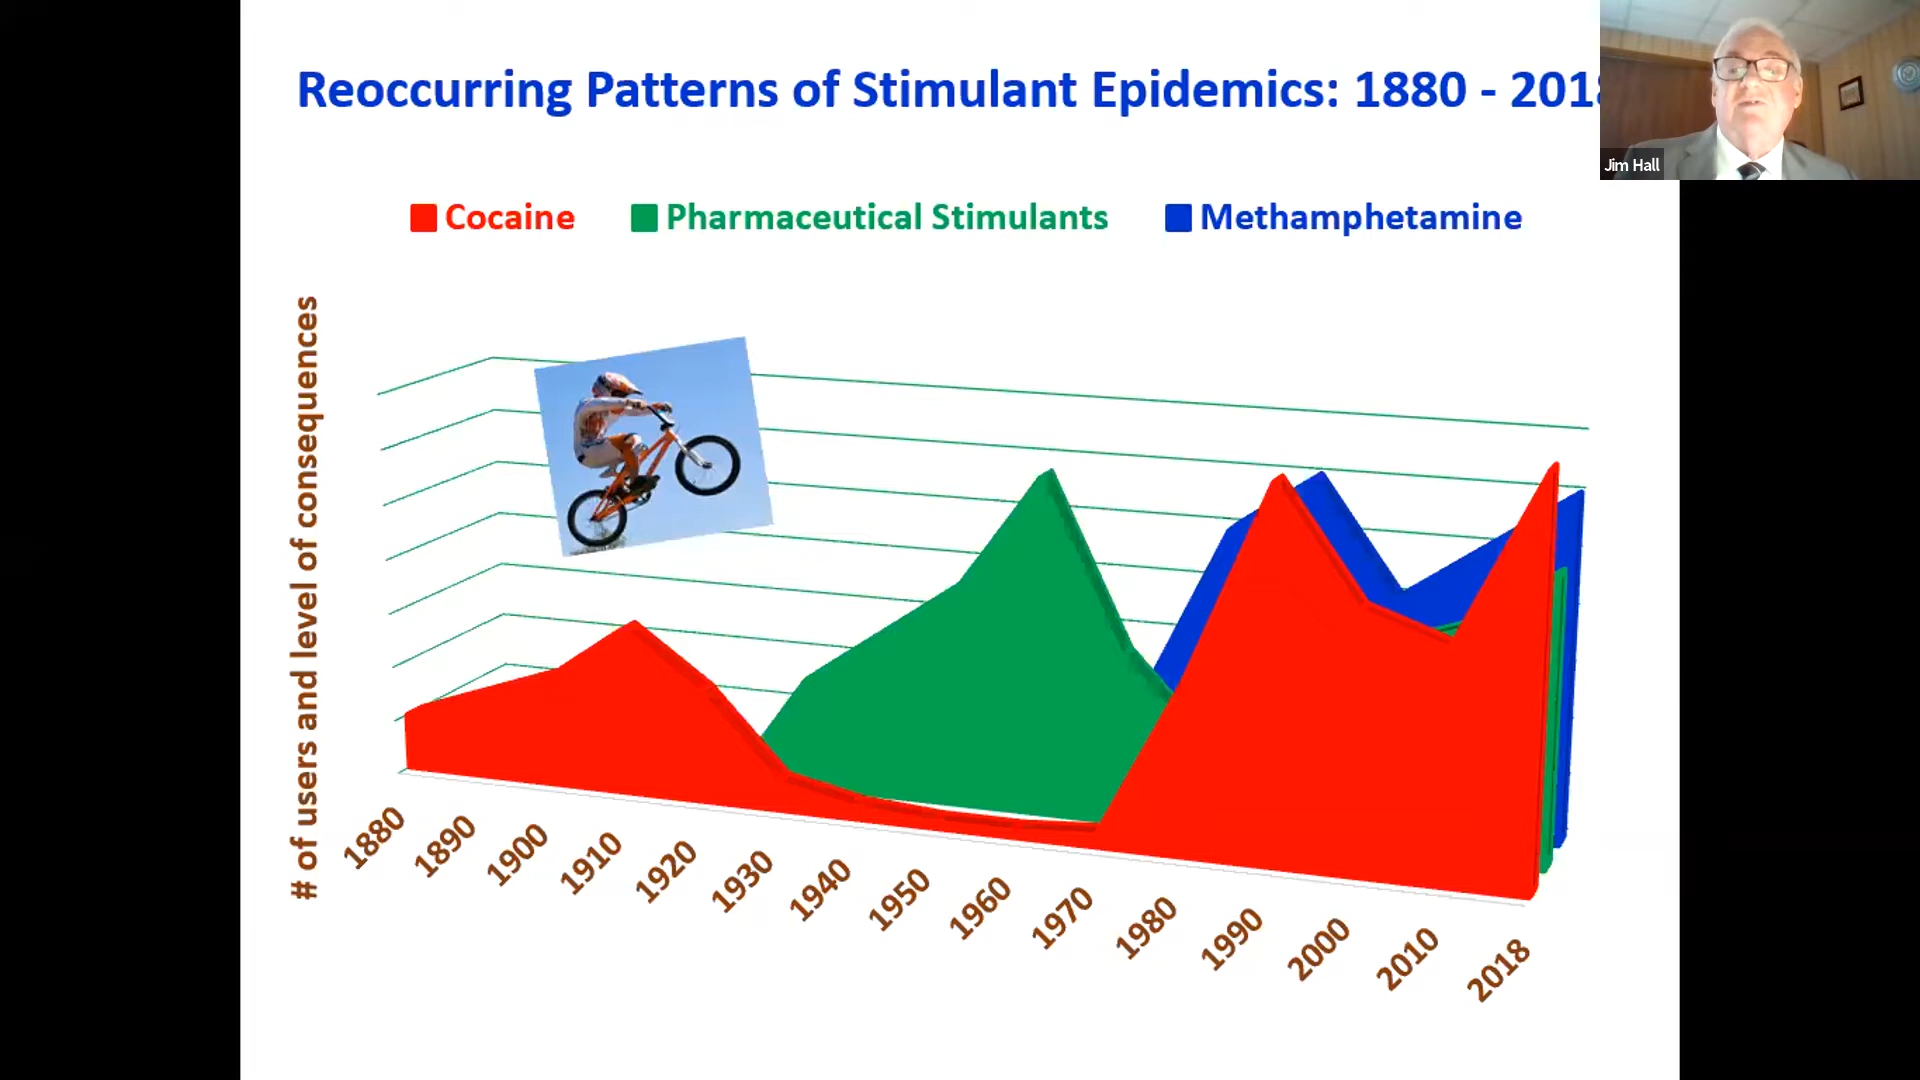 Reoccurring Patterns of Stimulant Epidemics: 1880 - 201
Jim Hall
Cocaine Pharmaceutical Stimulants Methamphetamine
# of users and level of consequences
1880 1890 1900 1910 1920 1930 1940 1950 1960 1970 1980 1990 2000 2010 2018